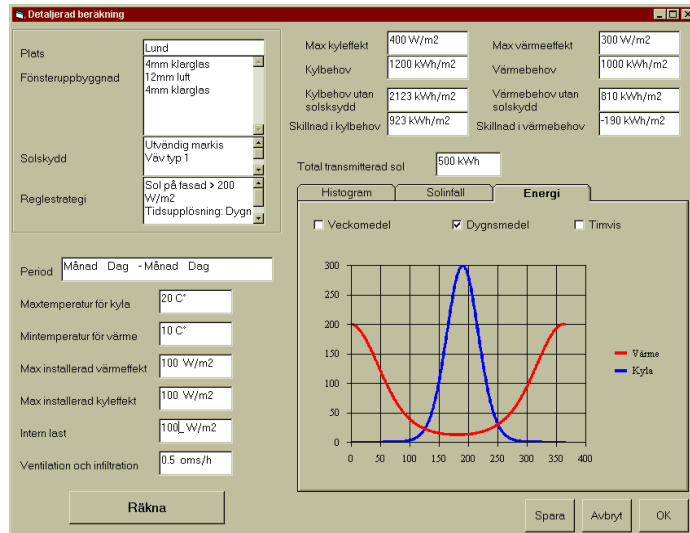 Detaljerad beräkning
Plats
Lund
Fönsteruppbyggnad
4mm klarglas
12mm luft
4mm klarglas
Solskydd
Utvändig markis
Väv typ 1
Reglestrategi
Sol på fasad > 200
W/m2
Tidsupplösning: Dygn
Period
Månad Dag - Månad Dag
Maxtemperatur för kyla
20 C°
Mintemperatur för värme
10 C°
Max installerad värmeffekt
100 W/m2
Max installerad kyleffekt
100 W/m2
Intern last
100_ W/m2
Ventilation och infiltration
0.5 oms/h
Räkna
Max kyleffekt
400 W/m2
Max värmeeffekt
300 W/m2
Kylbehov
1200 kWh/m2
Värmebehov
1000 kWh/m2
Kylbehov utan
solsksydd
2123 kWh/m2
Värmebehov utan
solskydd
810 kWh/m2
Skillnad i kylbehov
923 kWh/m2
Skillnad i värmebehov
-190 kWh/m2
Total transmitterad sol
500 kWh
Histogram
Solinfall
Energi
Veckomedel
Dygnsmedel
Timvis
300
250
200
150
100
50
0
0 50 100 150 200 250 300 350 400
Värme
Kyla
Spara
Avbryt
OK